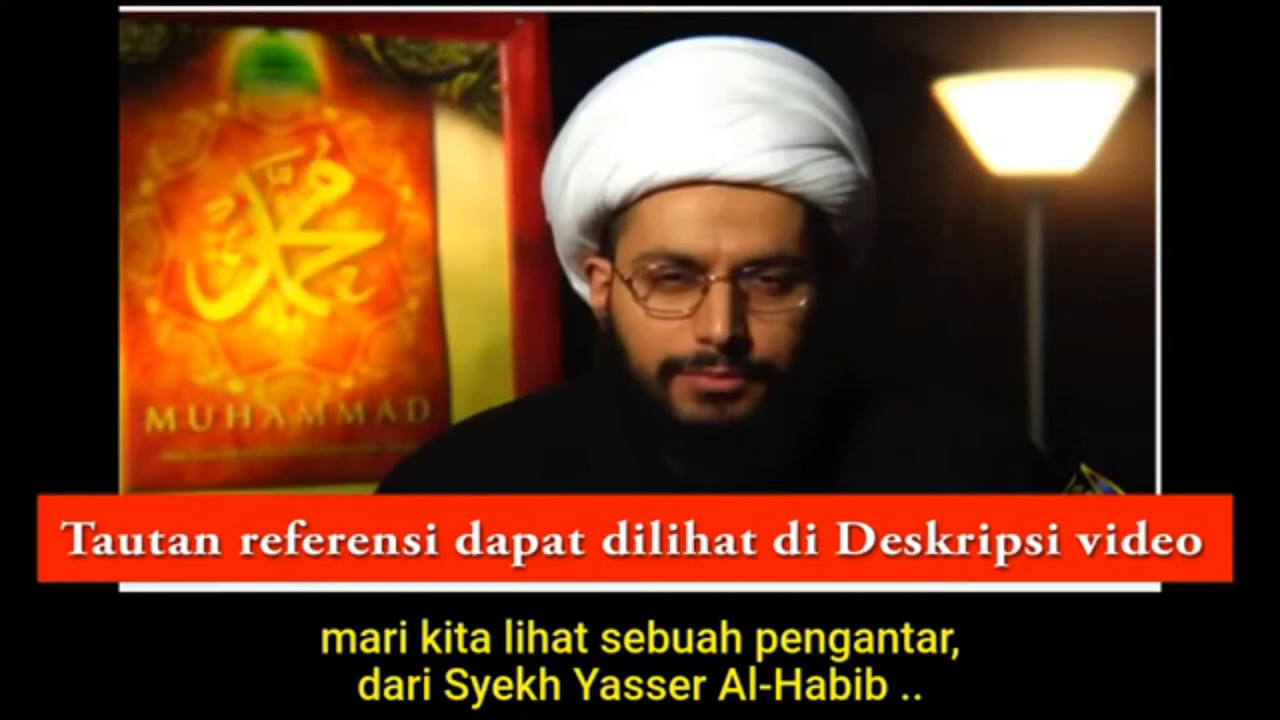 محمد
MUHAMMAD
Tautan referensi dapat dilihat di Deskripsi video
mari kita lihat sebuah pengantar,
dari Syekh Yasser Al-Habib ..